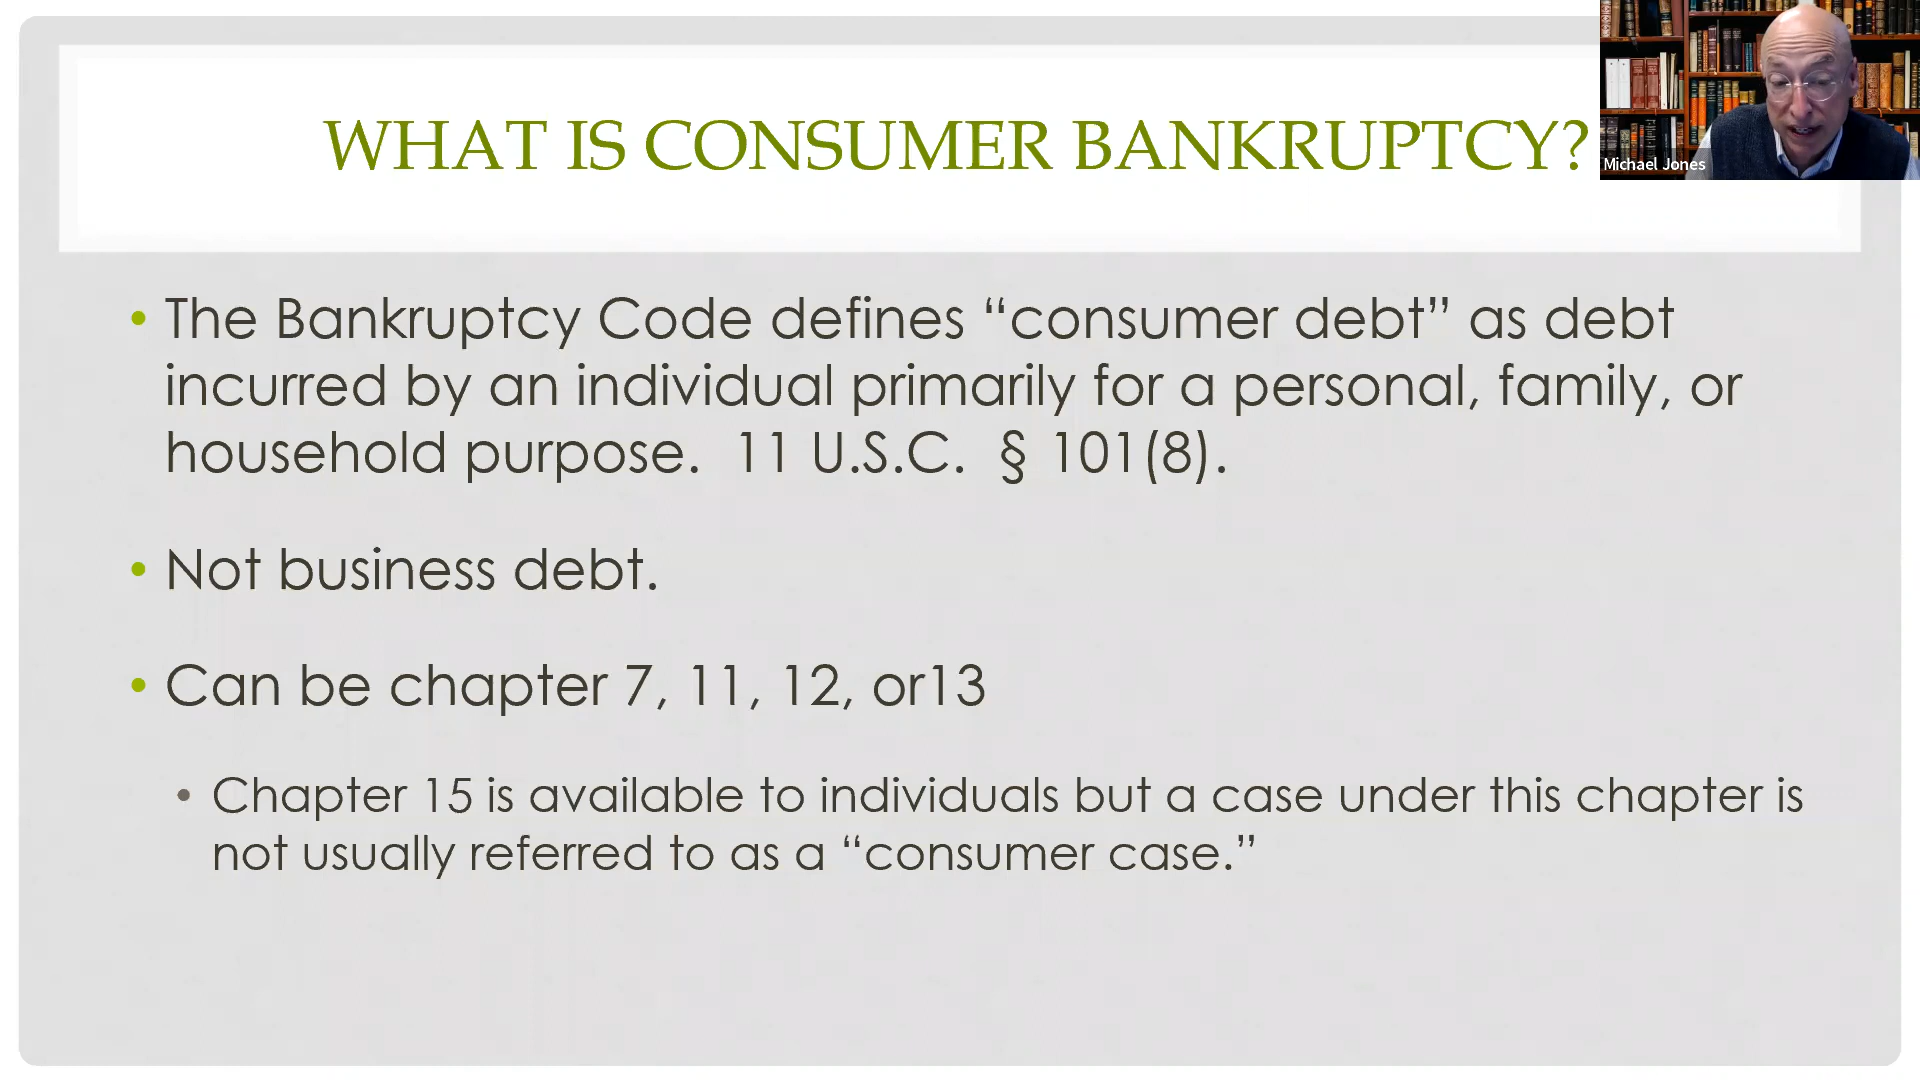 WHAT IS CONSUMER BANKRUPTCY?
Michael Jones
• The Bankruptcy Code defines “consumer debt” as debt
incurred by an individual primarily for a personal, family, or
household purpose.  11 U.S.C.  § 101(8).
• Not business debt.
• Can be chapter 7, 11, 12, or13
• Chapter 15 is available to individuals but a case under this chapter is
not usually referred to as a “consumer case.”